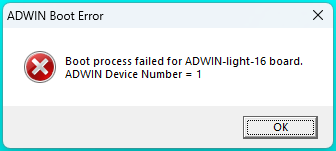 ADWIN Boot Error
Boot process failed for ADWIN-light-16 board.
ADWIN Device Number = 1
OK